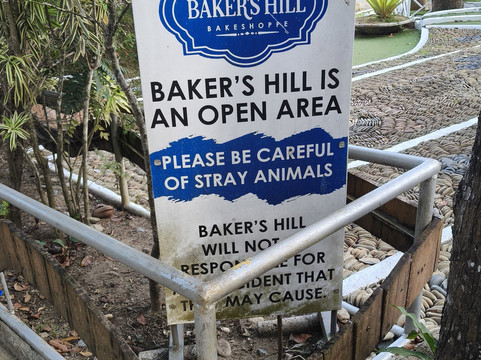 BAKER'S HILL
BAKESHOPPE
BAKER'S HILL IS
AN OPEN AREA
PLEASE BE CAREFUL
OF STRAY ANIMALS
BAKER'S HILL
WILL NOT
FOR
THAT
MAY CAUSE.